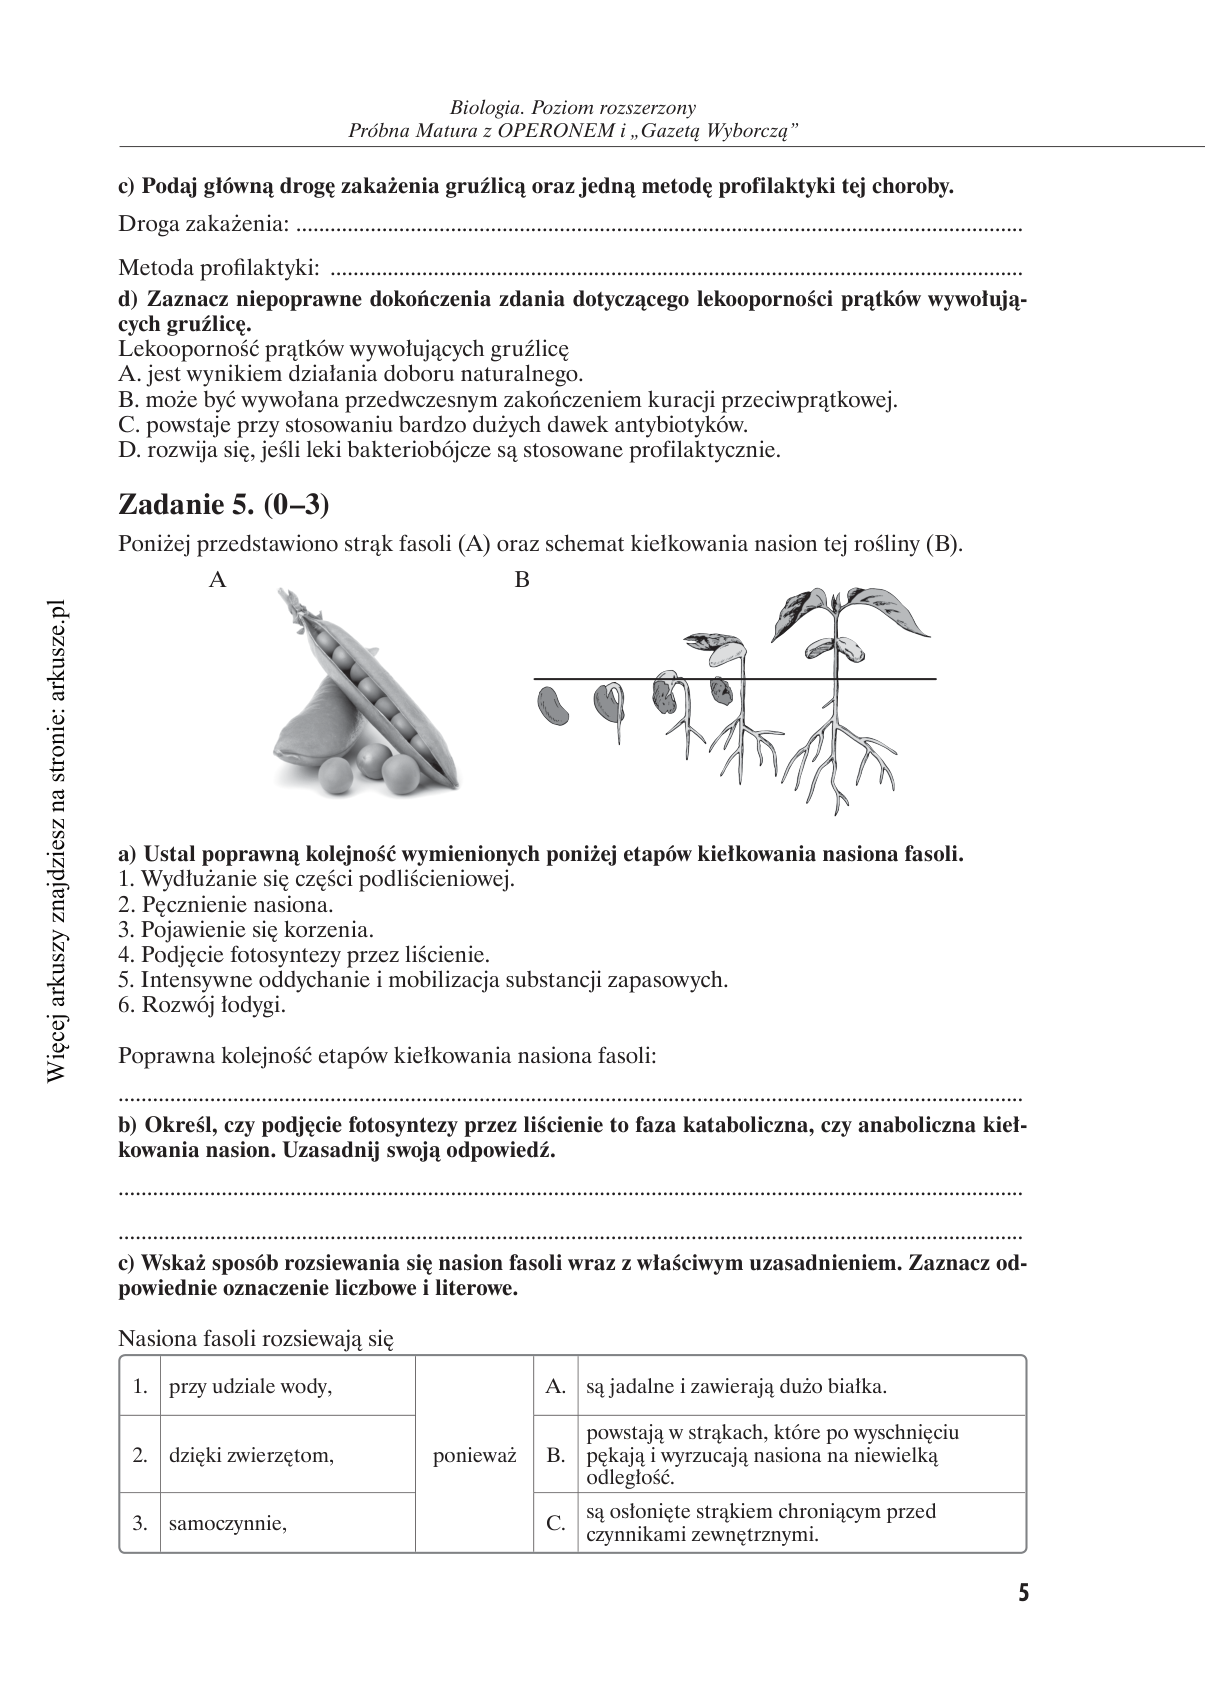 Biologia. Poziom rozszerzony
Próbna Matura z OPERONEM i „Gazetą Wyborczą”
c) Podaj główną drogę zakażenia gruźlicą oraz jedną metodę profilaktyki tej choroby.
Droga zakażenia: ................................................................................................................................
Metoda profilaktyki: ..........................................................................................................................
d) Zaznacz niepoprawne dokończenia zdania dotyczącego lekooporności prątków wywołują-
cych gruźlicę.
Lekooporność prątków wywołujących gruźlicę
A. jest wynikiem działania doboru naturalnego.
B. może być wywołana przedwczesnym zakończeniem kuracji przeciwprątkowej.
C. powstaje przy stosowaniu bardzo dużych dawek antybiotyków.
D. rozwija się, jeśli leki bakteriobójcze są stosowane profilaktycznie.
Zadanie 5. (0–3)
Poniżej przedstawiono strąk fasoli (A) oraz schemat kiełkowania nasion tej rośliny (B).
A
B
a) Ustal poprawną kolejność wymienionych poniżej etapów kiełkowania nasiona fasoli.
1. Wydłużanie się części podliścieniowej.
2. Pęcznienie nasiona.
3. Pojawienie się korzenia.
4. Podjęcie fotosyntezy przez liścienie.
5. Intensywne oddychanie i mobilizacja substancji zapasowych.
6. Rozwój łodygi.
Poprawna kolejność etapów kiełkowania nasiona fasoli:
................................................................................................................................................................
b) Określ, czy podjęcie fotosyntezy przez liścienie to faza kataboliczna, czy anaboliczna kieł-
kowania nasion. Uzasadnij swoją odpowiedź.
................................................................................................................................................................
................................................................................................................................................................
c) Wskaż sposób rozsiewania się nasion fasoli wraz z właściwym uzasadnieniem. Zaznacz od-
powiednie oznaczenie liczbowe i literowe.
Nasiona fasoli rozsiewają się
1. przy udziale wody,
2. dzięki zwierzętom,
3. samoczynnie,
ponieważ
A. są jadalne i zawierają dużo białka.
B. powstają w strąkach, które po wyschnięciu
pękają i wyrzucają nasiona na niewielką
odległość.
C. są osłonięte strąkiem chroniącym przed
czynnikami zewnętrznymi.
5
Więcej arkuszy znajdziesz na stronie: arkusze.pl